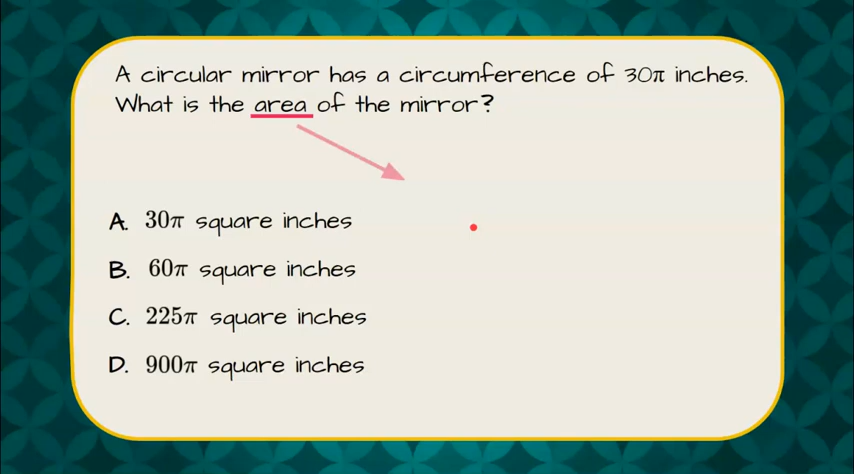 A circular mirror has a circumference of 30π inches.
What is the area of the mirror?
A. 30π square inches
B. 60π square inches
C. 225π square inches
D. 900π square inches